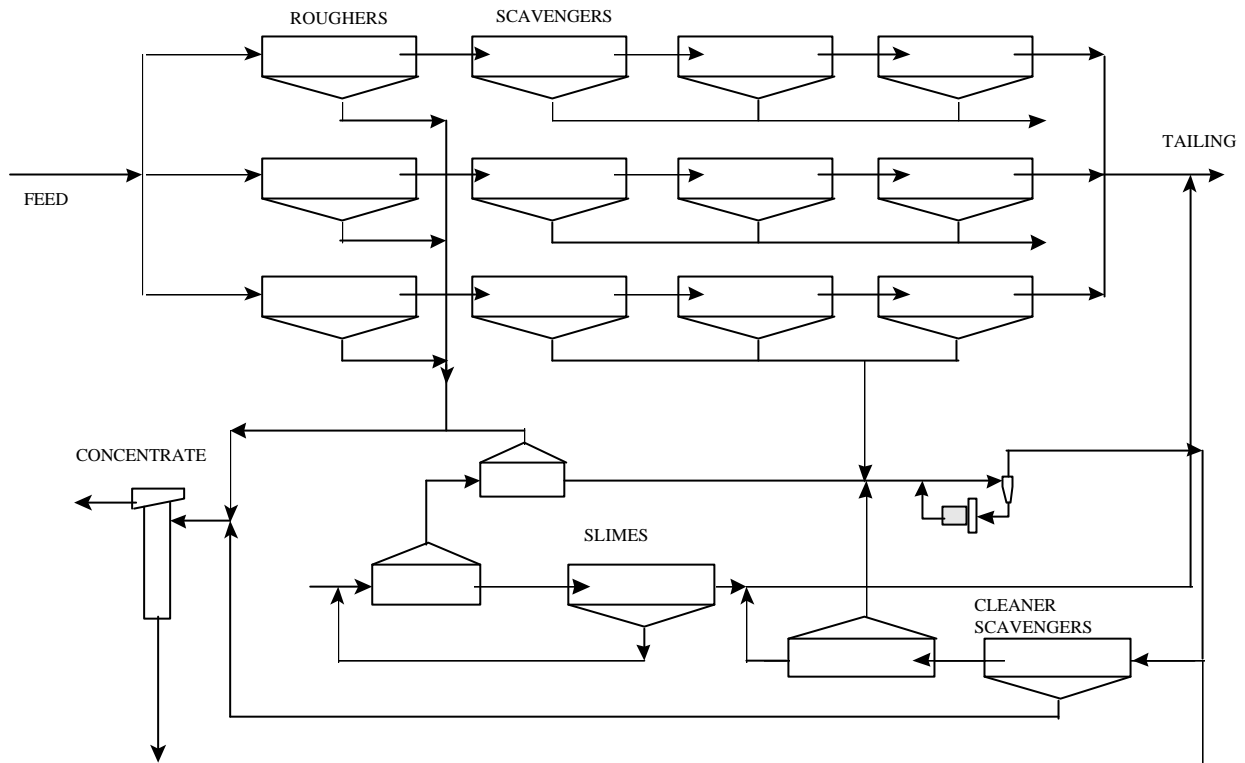 ROUGHERS
SCAVENGERS
TAILING
FEED
CONCENTRATE
SLIMES
CLEANER
SCAVENGERS